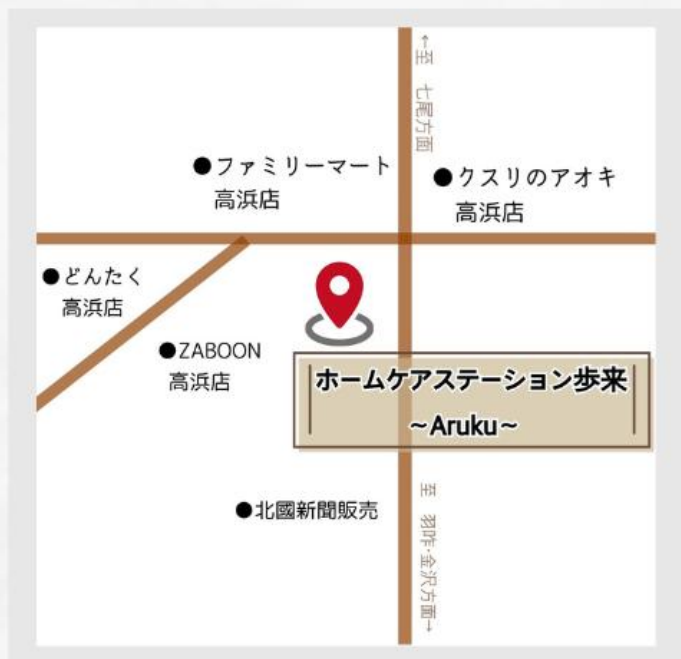 ←至　七尾方面
●ファミリーマート
高浜店
●クスリのアオキ
高浜店
●どんたく
高浜店
●ZABOON
高浜店
ホームケアステーション歩来
~Aruku~
●北國新聞販売
至　羽咋・金沢方面→